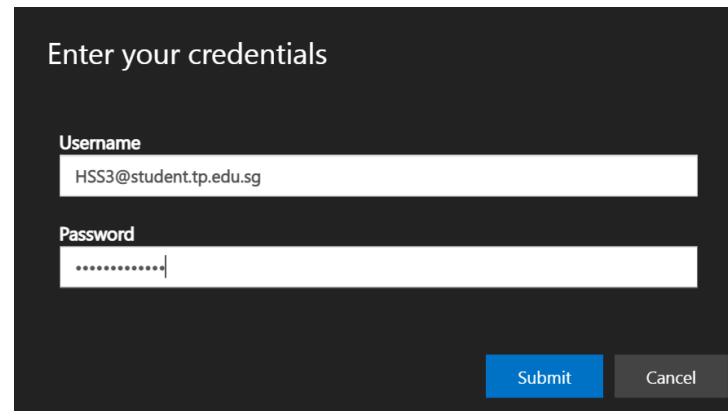 Enter your credentials
Username
HSS3@student.tp.edu.sg
Password
•••••••••••••
Submit Cancel